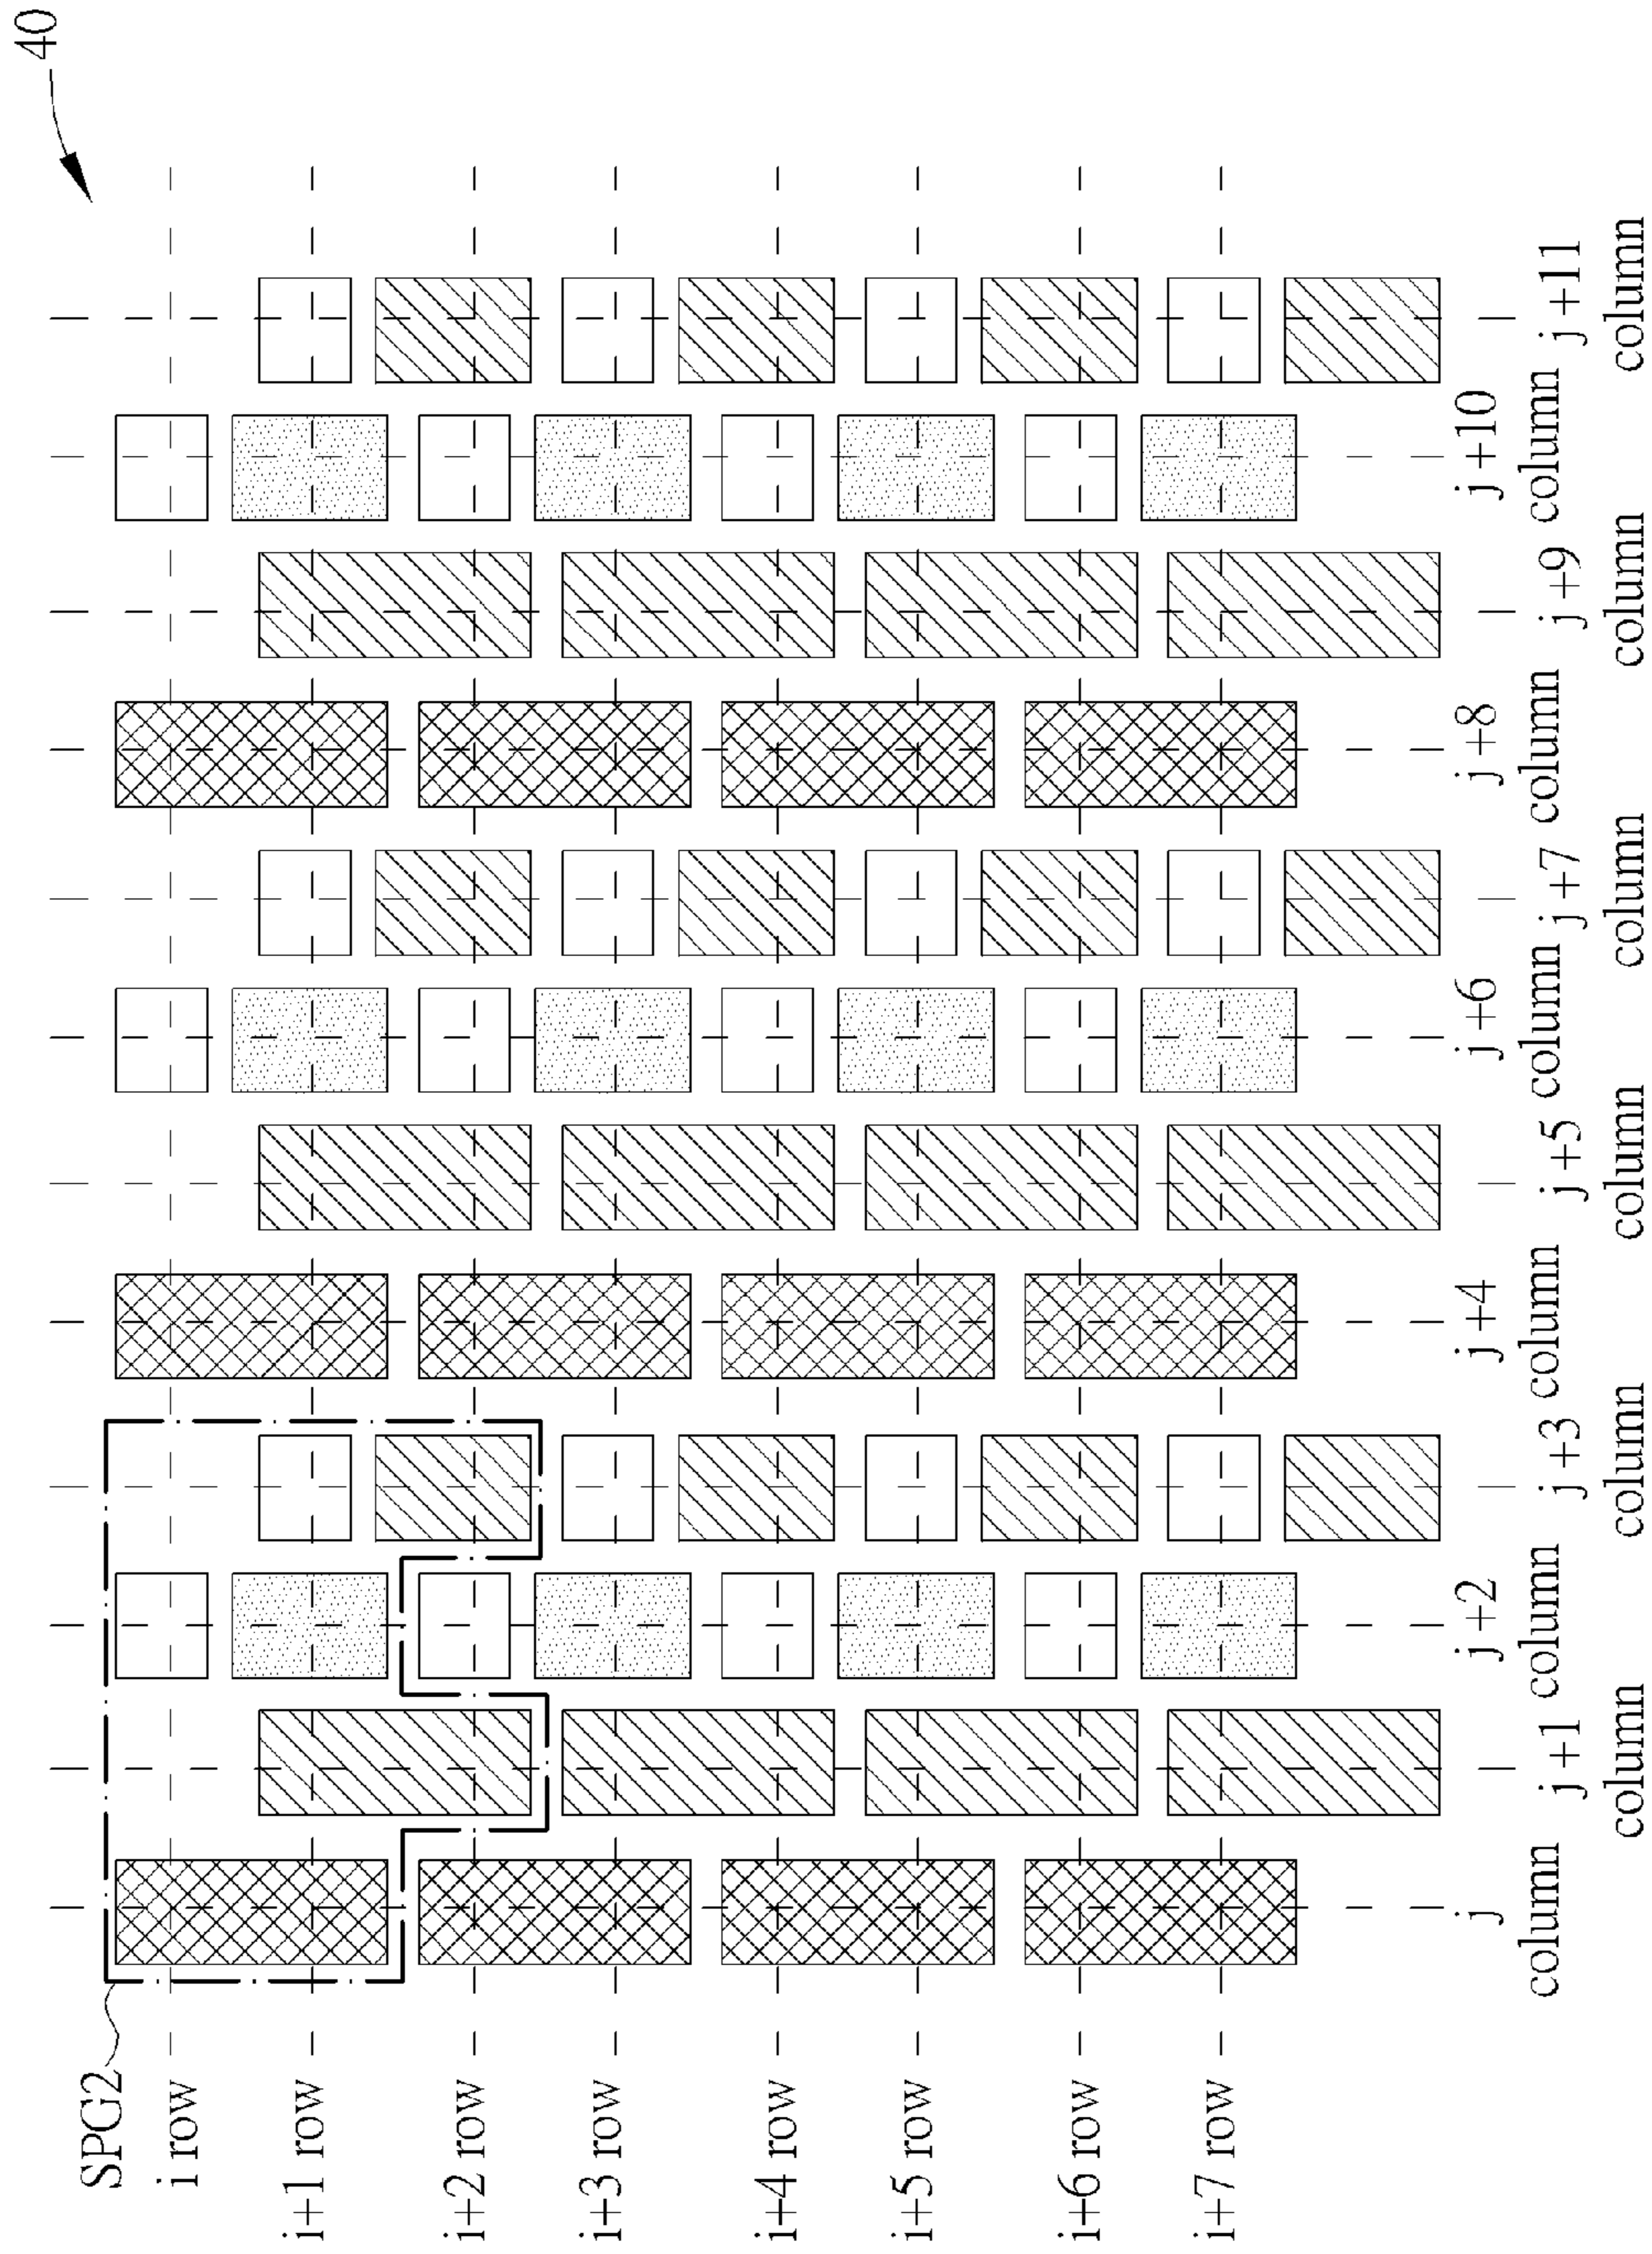 40
SPG2
i row
i+1 row
i+2 row
i+3 row
i+4 row
i+5 row
i+6 row
i+7 row
j
column
j+1
column
j+2
column
j+3
column
j+4
column
j+5
column
j+6
column
j+7
column
j+8
column
j+9
column
j+10
column
j+11
column